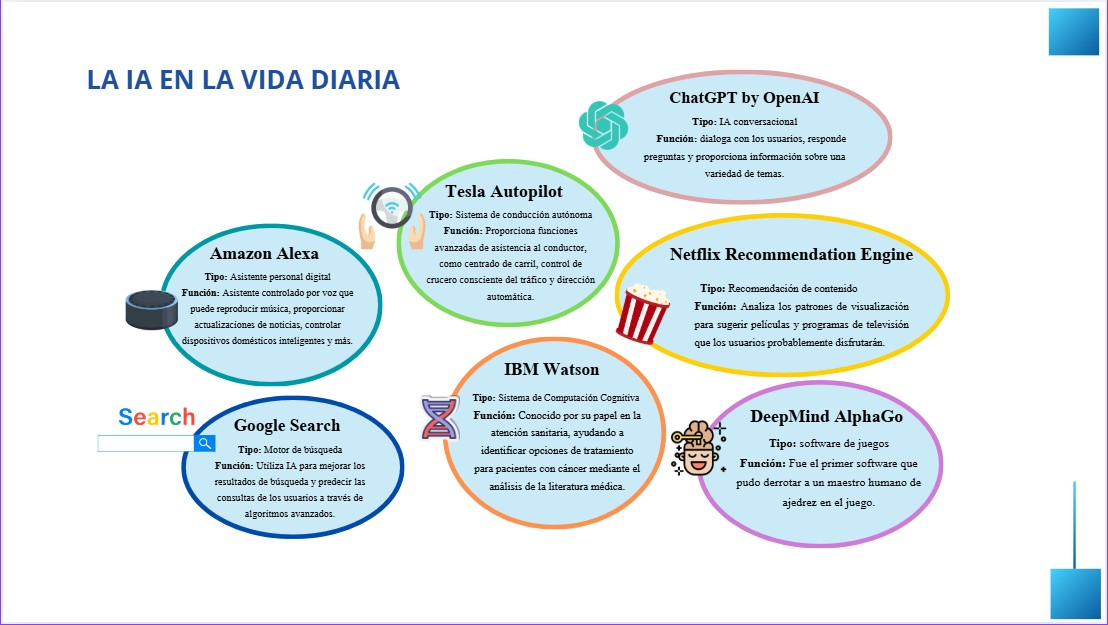 LA IA EN LA VIDA DIARIA
ChatGPT by OpenAI
Tipo: IA conversacional
Función: dialoga con los usuarios, responde
preguntas y proporciona información sobre una
variedad de temas.
Tesla Autopilot
Tipo: Sistema de conducción autónoma
Función: Proporciona funciones
avanzadas de asistencia al conductor,
como centrado de carril, control de
crucero consciente del tráfico y dirección
automática.
Amazon Alexa
Tipo: Asistente personal digital
Función: Asistente controlado por voz que
puede reproducir música, proporcionar
actualizaciones de noticias, controlar
dispositivos domésticos inteligentes y más.
Netflix Recommendation Engine
Tipo: Recomendación de contenido
Función: Analiza los patrones de visualización
para sugerir películas y programas de televisión
que los usuarios probablemente disfrutarán.
IBM Watson
Tipo: Sistema de Computación Cognitiva
Función: Conocido por su papel en la
atención sanitaria, ayudando a
identificar opciones de tratamiento
para pacientes con cáncer mediante el
análisis de la literatura médica.
Search
Google Search
Tipo: Motor de búsqueda
Función: Utiliza IA para mejorar los
resultados de búsqueda y predecir las
consultas de los usuarios a través de
algoritmos avanzados.
DeepMind AlphaGo
Tipo: software de juegos
Función: Fue el primer software que
pudo derrotar a un maestro humano de
ajedrez en el juego.